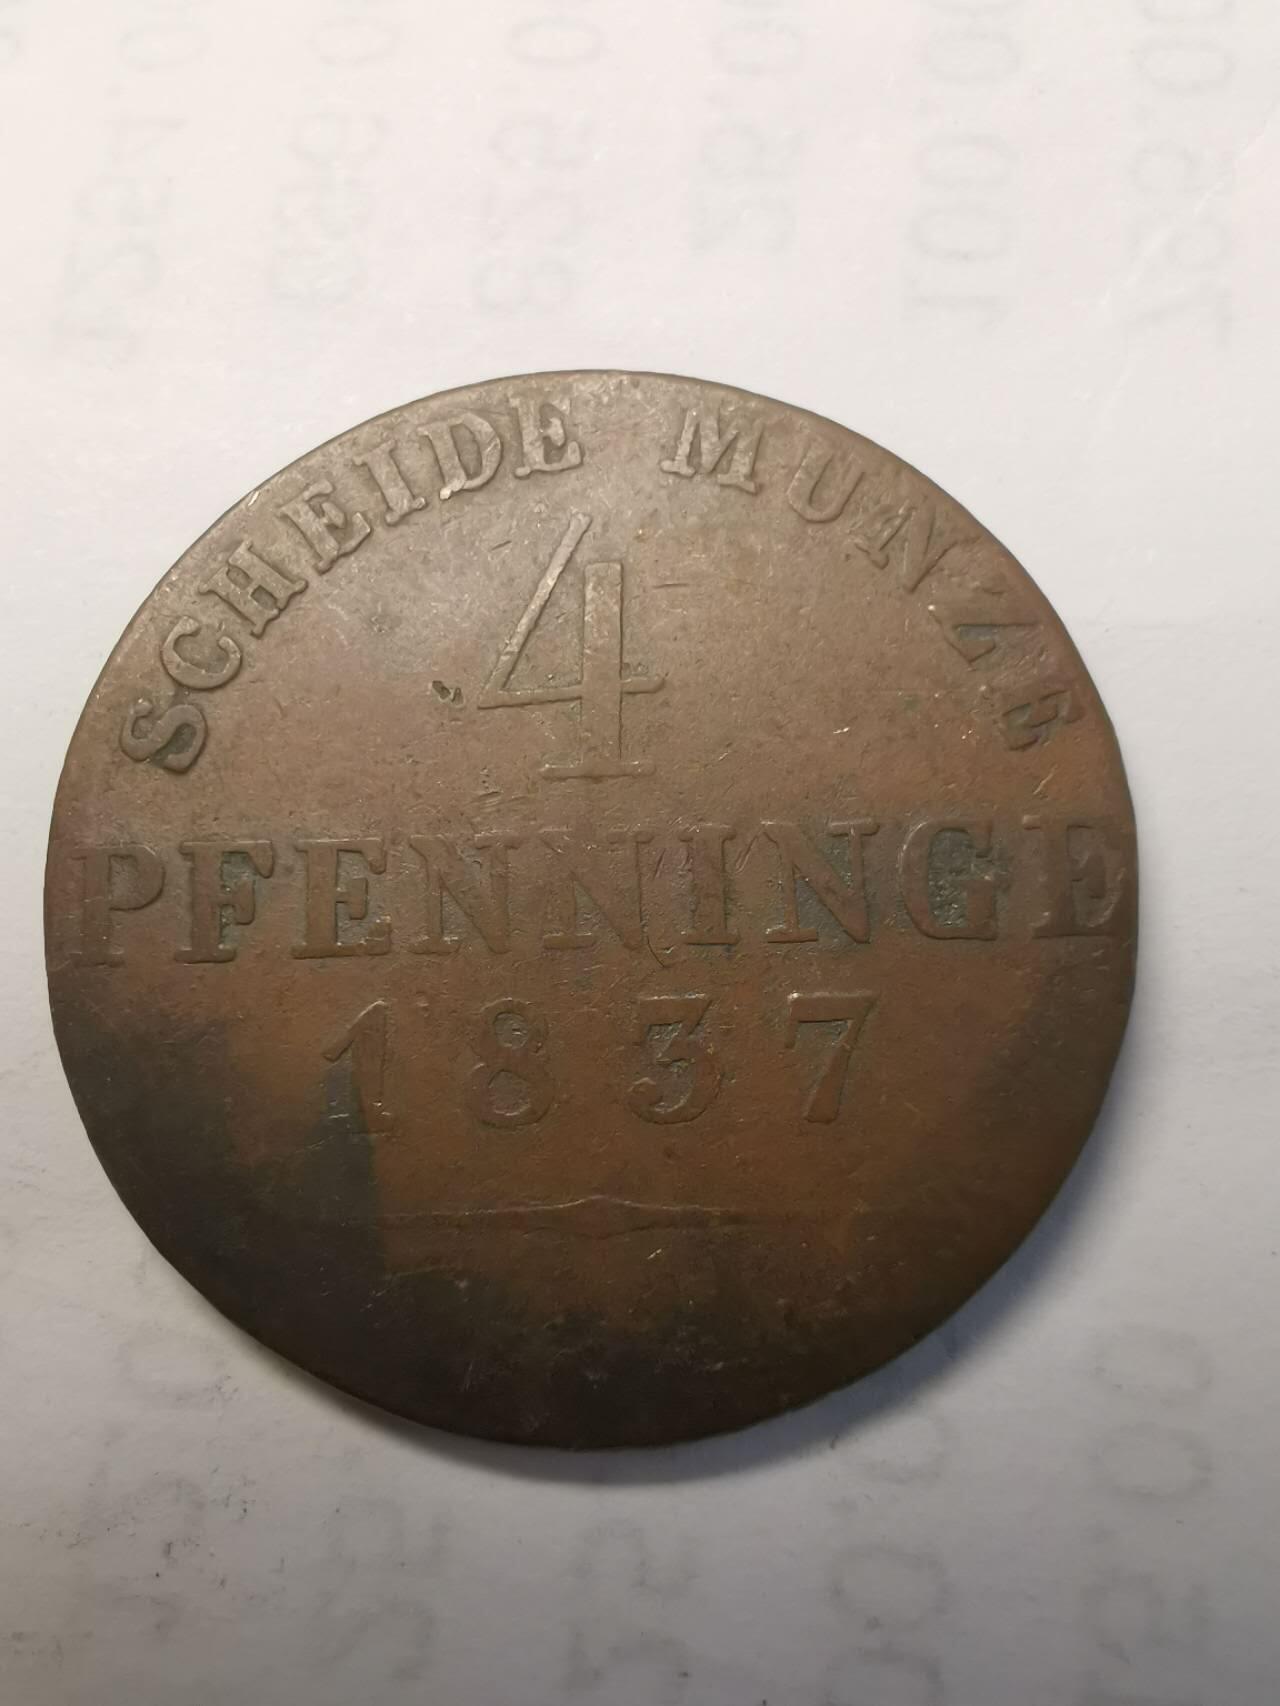 SCHEIDE MUNZE
4
PFENNINGE
1837